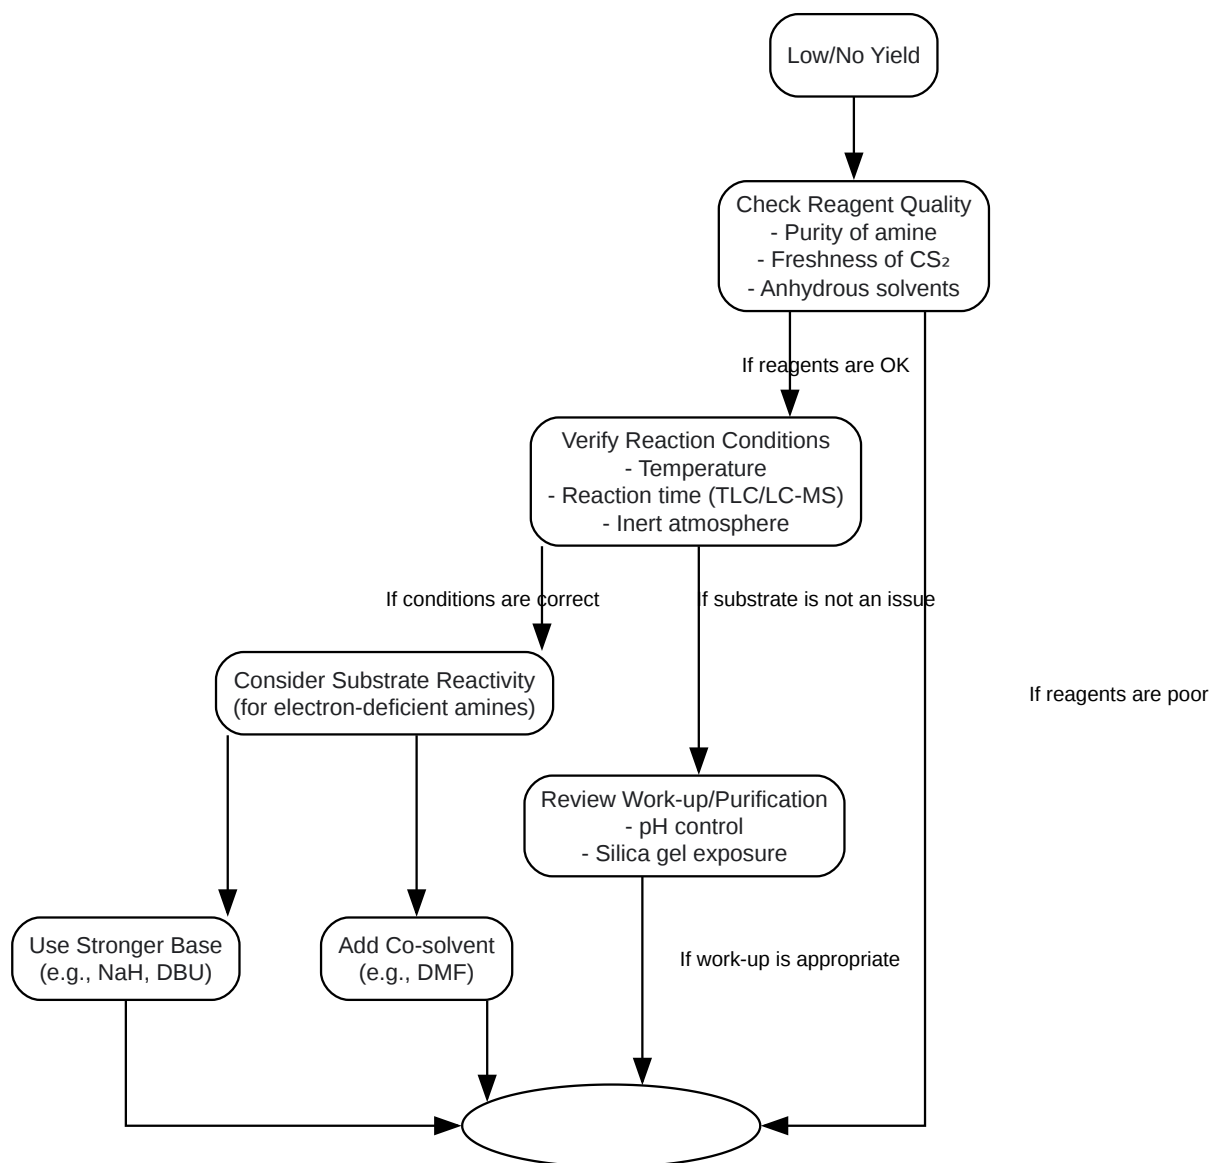 Low/No Yield
Check Reagent Quality
- Purity of amine
- Freshness of CS₂
- Anhydrous solvents
If reagents are OK
Verify Reaction Conditions
- Temperature
- Reaction time (TLC/LC-MS)
- Inert atmosphere
If conditions are correct
If substrate is not an issue
Consider Substrate Reactivity
(for electron-deficient amines)
If reagents are poor
Review Work-up/Purification
- pH control
- Silica gel exposure
Use Stronger Base
(e.g., NaH, DBU)
Add Co-solvent
(e.g., DMF)
If work-up is appropriate